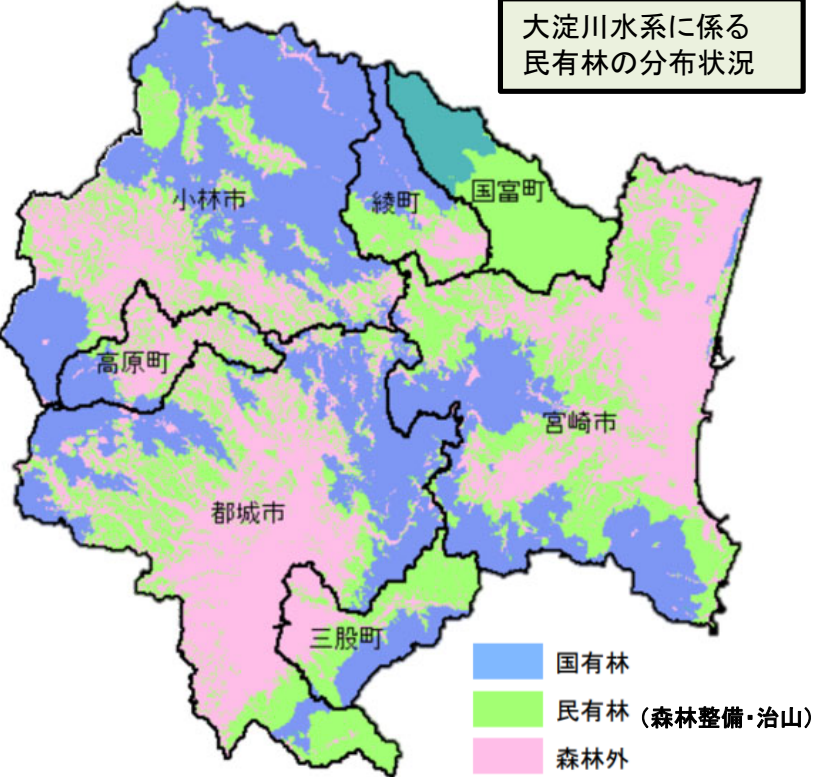 大淀川水系に係る
民有林の分布状況
小林市
綾町
国富町
高原町
宮崎市
都城市
三股町
国有林
民有林 (森林整備・治山)
森林外